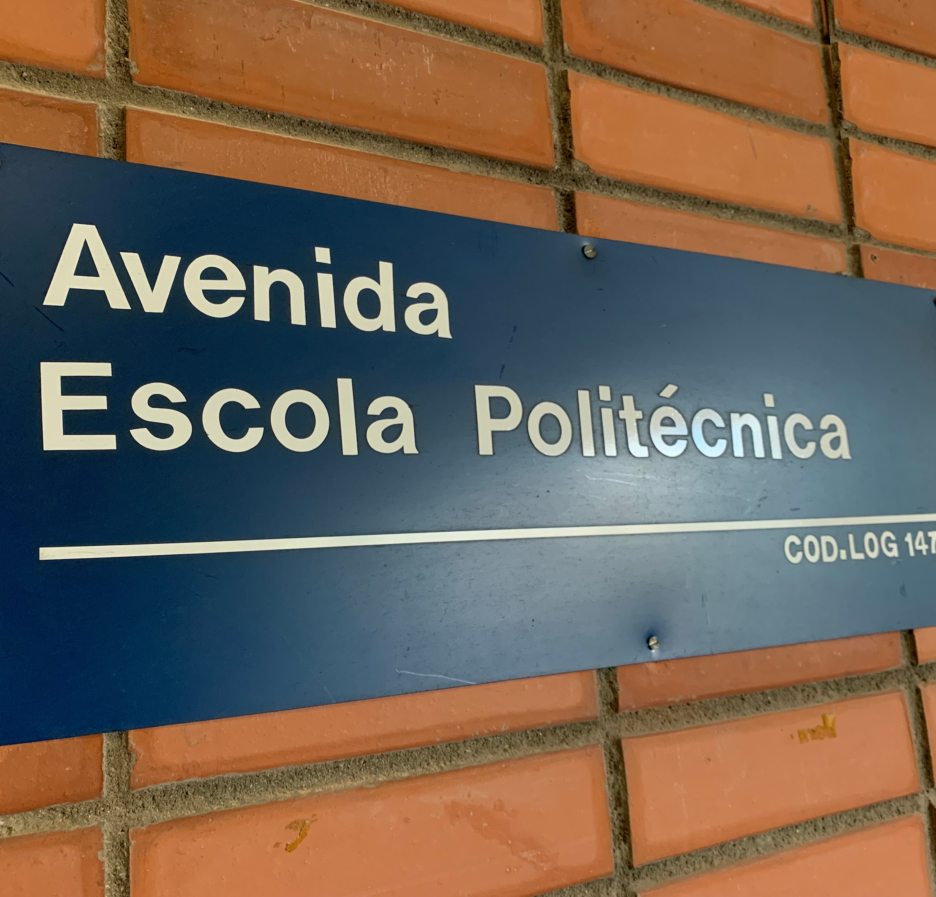 Avenida
Escola Politécnica
COD.LOG 147